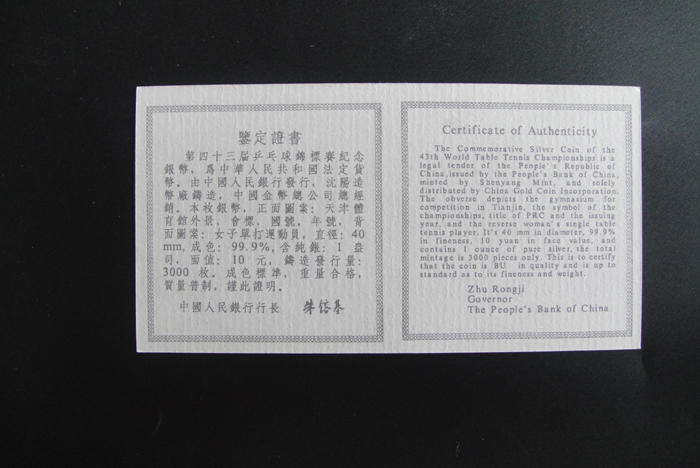 鑒定證書
第四十三届乒乓球錦標賽紀念
銀幣，爲中華人民共和國法定貨
幣。由中國人民銀行發行，沈陽造
幣廠鑄造，中國金幣總公司總經
銷。本枚銀幣，正面圖案：天津體
育館外景，會標，國號，年號，背
面圖案：女子單打運動員，直徑：40
mm，成色：99.9%，含純銀：1 盎
司，面值：10 元，鑄造發行量：
3000 枚。成色標準，重量合格，
質量普制，謹此證明。
中國人民銀行行長 朱镕基
Certificate of Authenticity
The Commemorative Silver Coin of the
43th World Table Tennis Championships is a
legal tender of the People's Republic of
China,issued by the People's Bank of China,
minted by Shenyang Mint, and solely
distributed by China Gold Coin Incorporation.
The obverse depicts the gymnasium for
competition in Tianjin, the symbol of the
championships, title of PRC and the issuing
year, and the reverse woman's single table
tennis player. It's 40 mm in diameter, 99.9%
in fineness, 10 yuan in face value, and
contains 1 ounce of pure silver, the total
mintage is 3000 pieces only. This is to certify
that the coin is BU in quality and is up to
standard as to its fineness and weight.
Zhu Rongji
Governor
The People's Bank of China